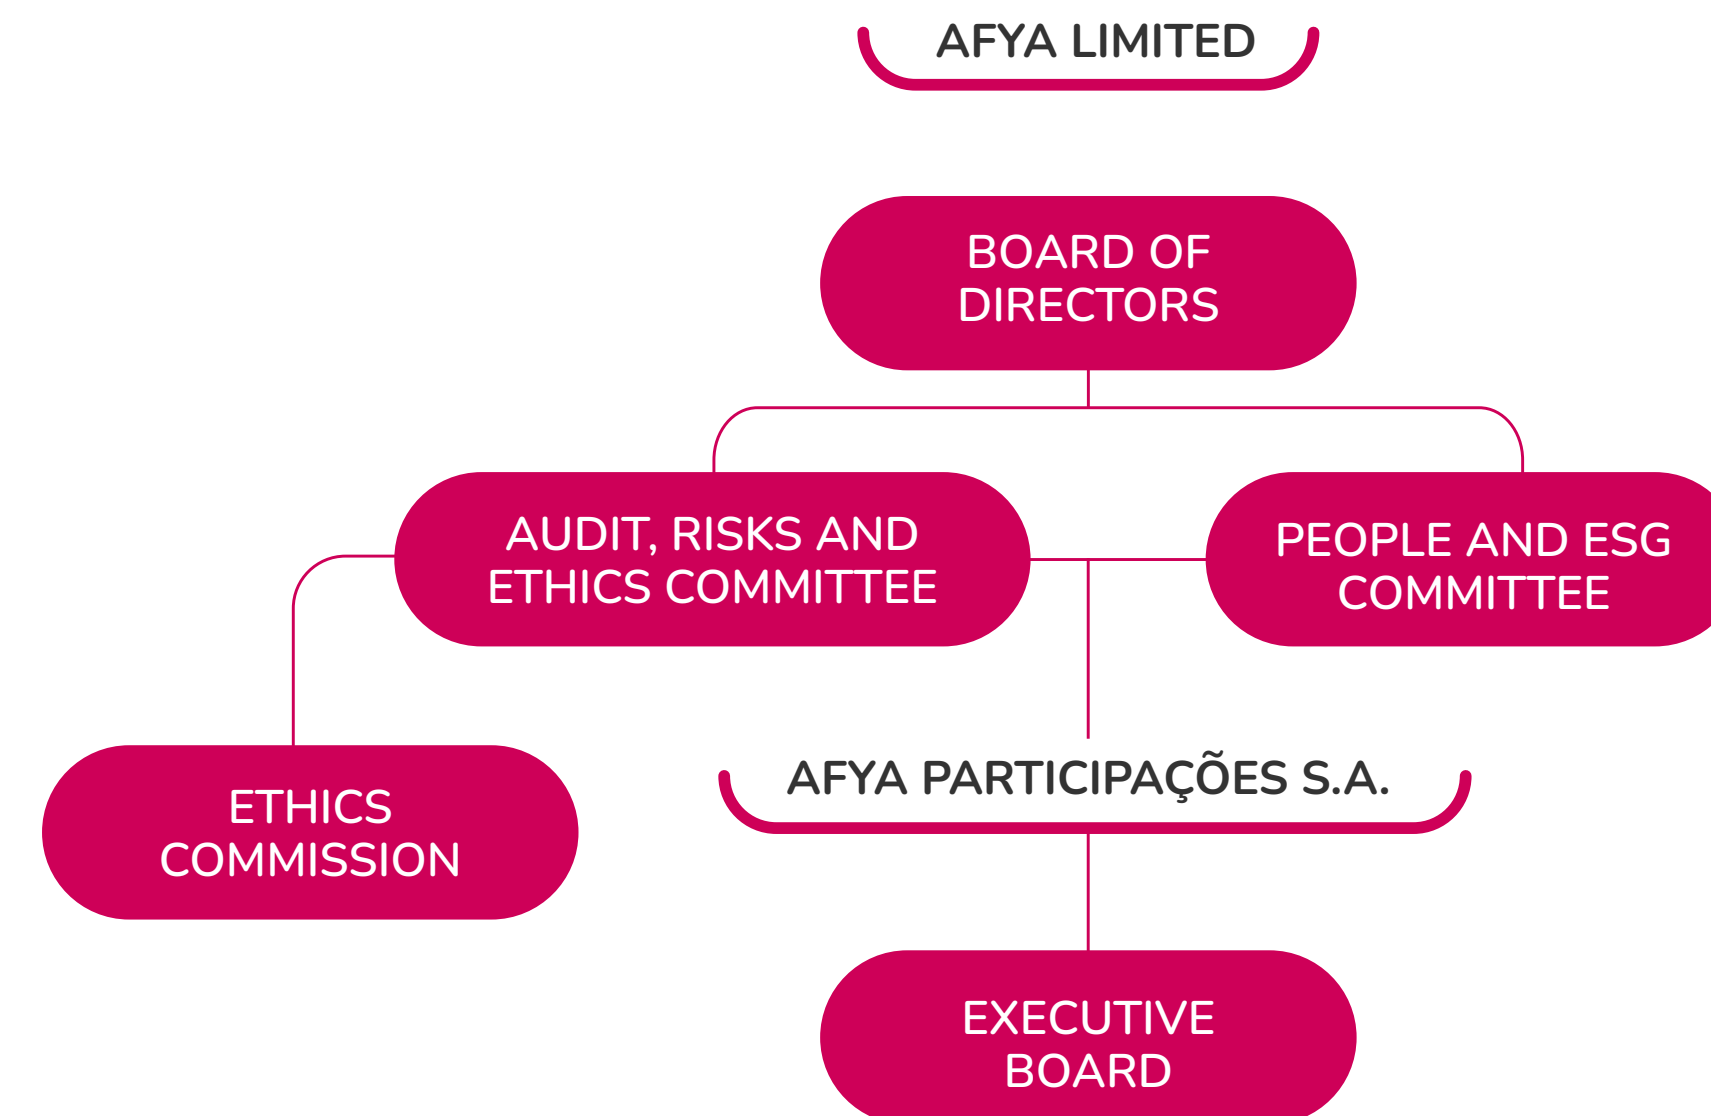 AFYA LIMITED
BOARD OF
DIRECTORS
AUDIT, RISKS AND
ETHICS COMMITTEE
PEOPLE AND ESG
COMMITTEE
ETHICS
COMMISSION
AFYA PARTICIPAÇÕES S.A.
EXECUTIVE
BOARD